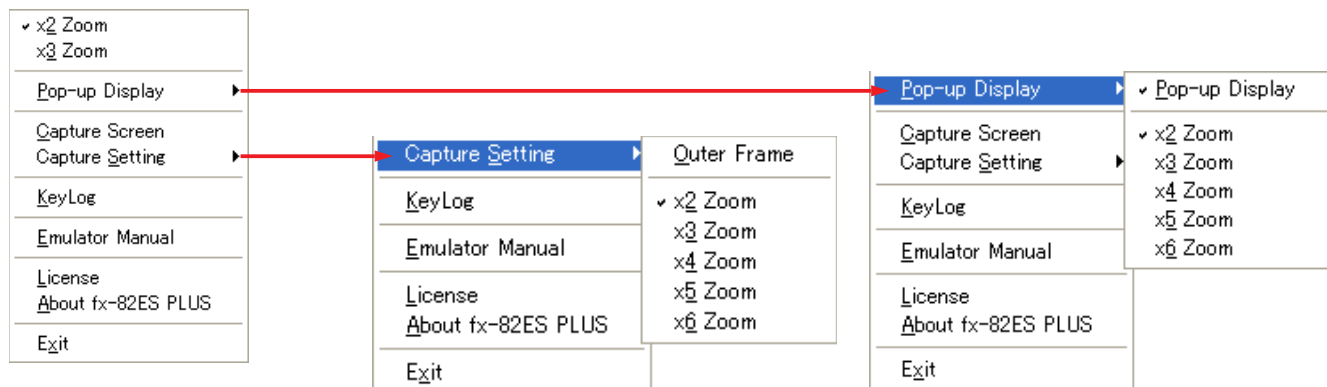 x2 Zoom
x3 Zoom
Pop-up Display
Capture Screen
Capture Setting
KeyLog
Emulator Manual
License
About fx-82ES PLUS
Exit
Capture Setting
KeyLog
Emulator Manual
License
About fx-82ES PLUS
Exit
Outer Frame
x2 Zoom
x3 Zoom
x4 Zoom
x5 Zoom
x6 Zoom
Pop-up Display
Capture Screen
Capture Setting
KeyLog
Emulator Manual
License
About fx-82ES PLUS
Exit
Pop-up Display
x2 Zoom
x3 Zoom
x4 Zoom
x5 Zoom
x6 Zoom